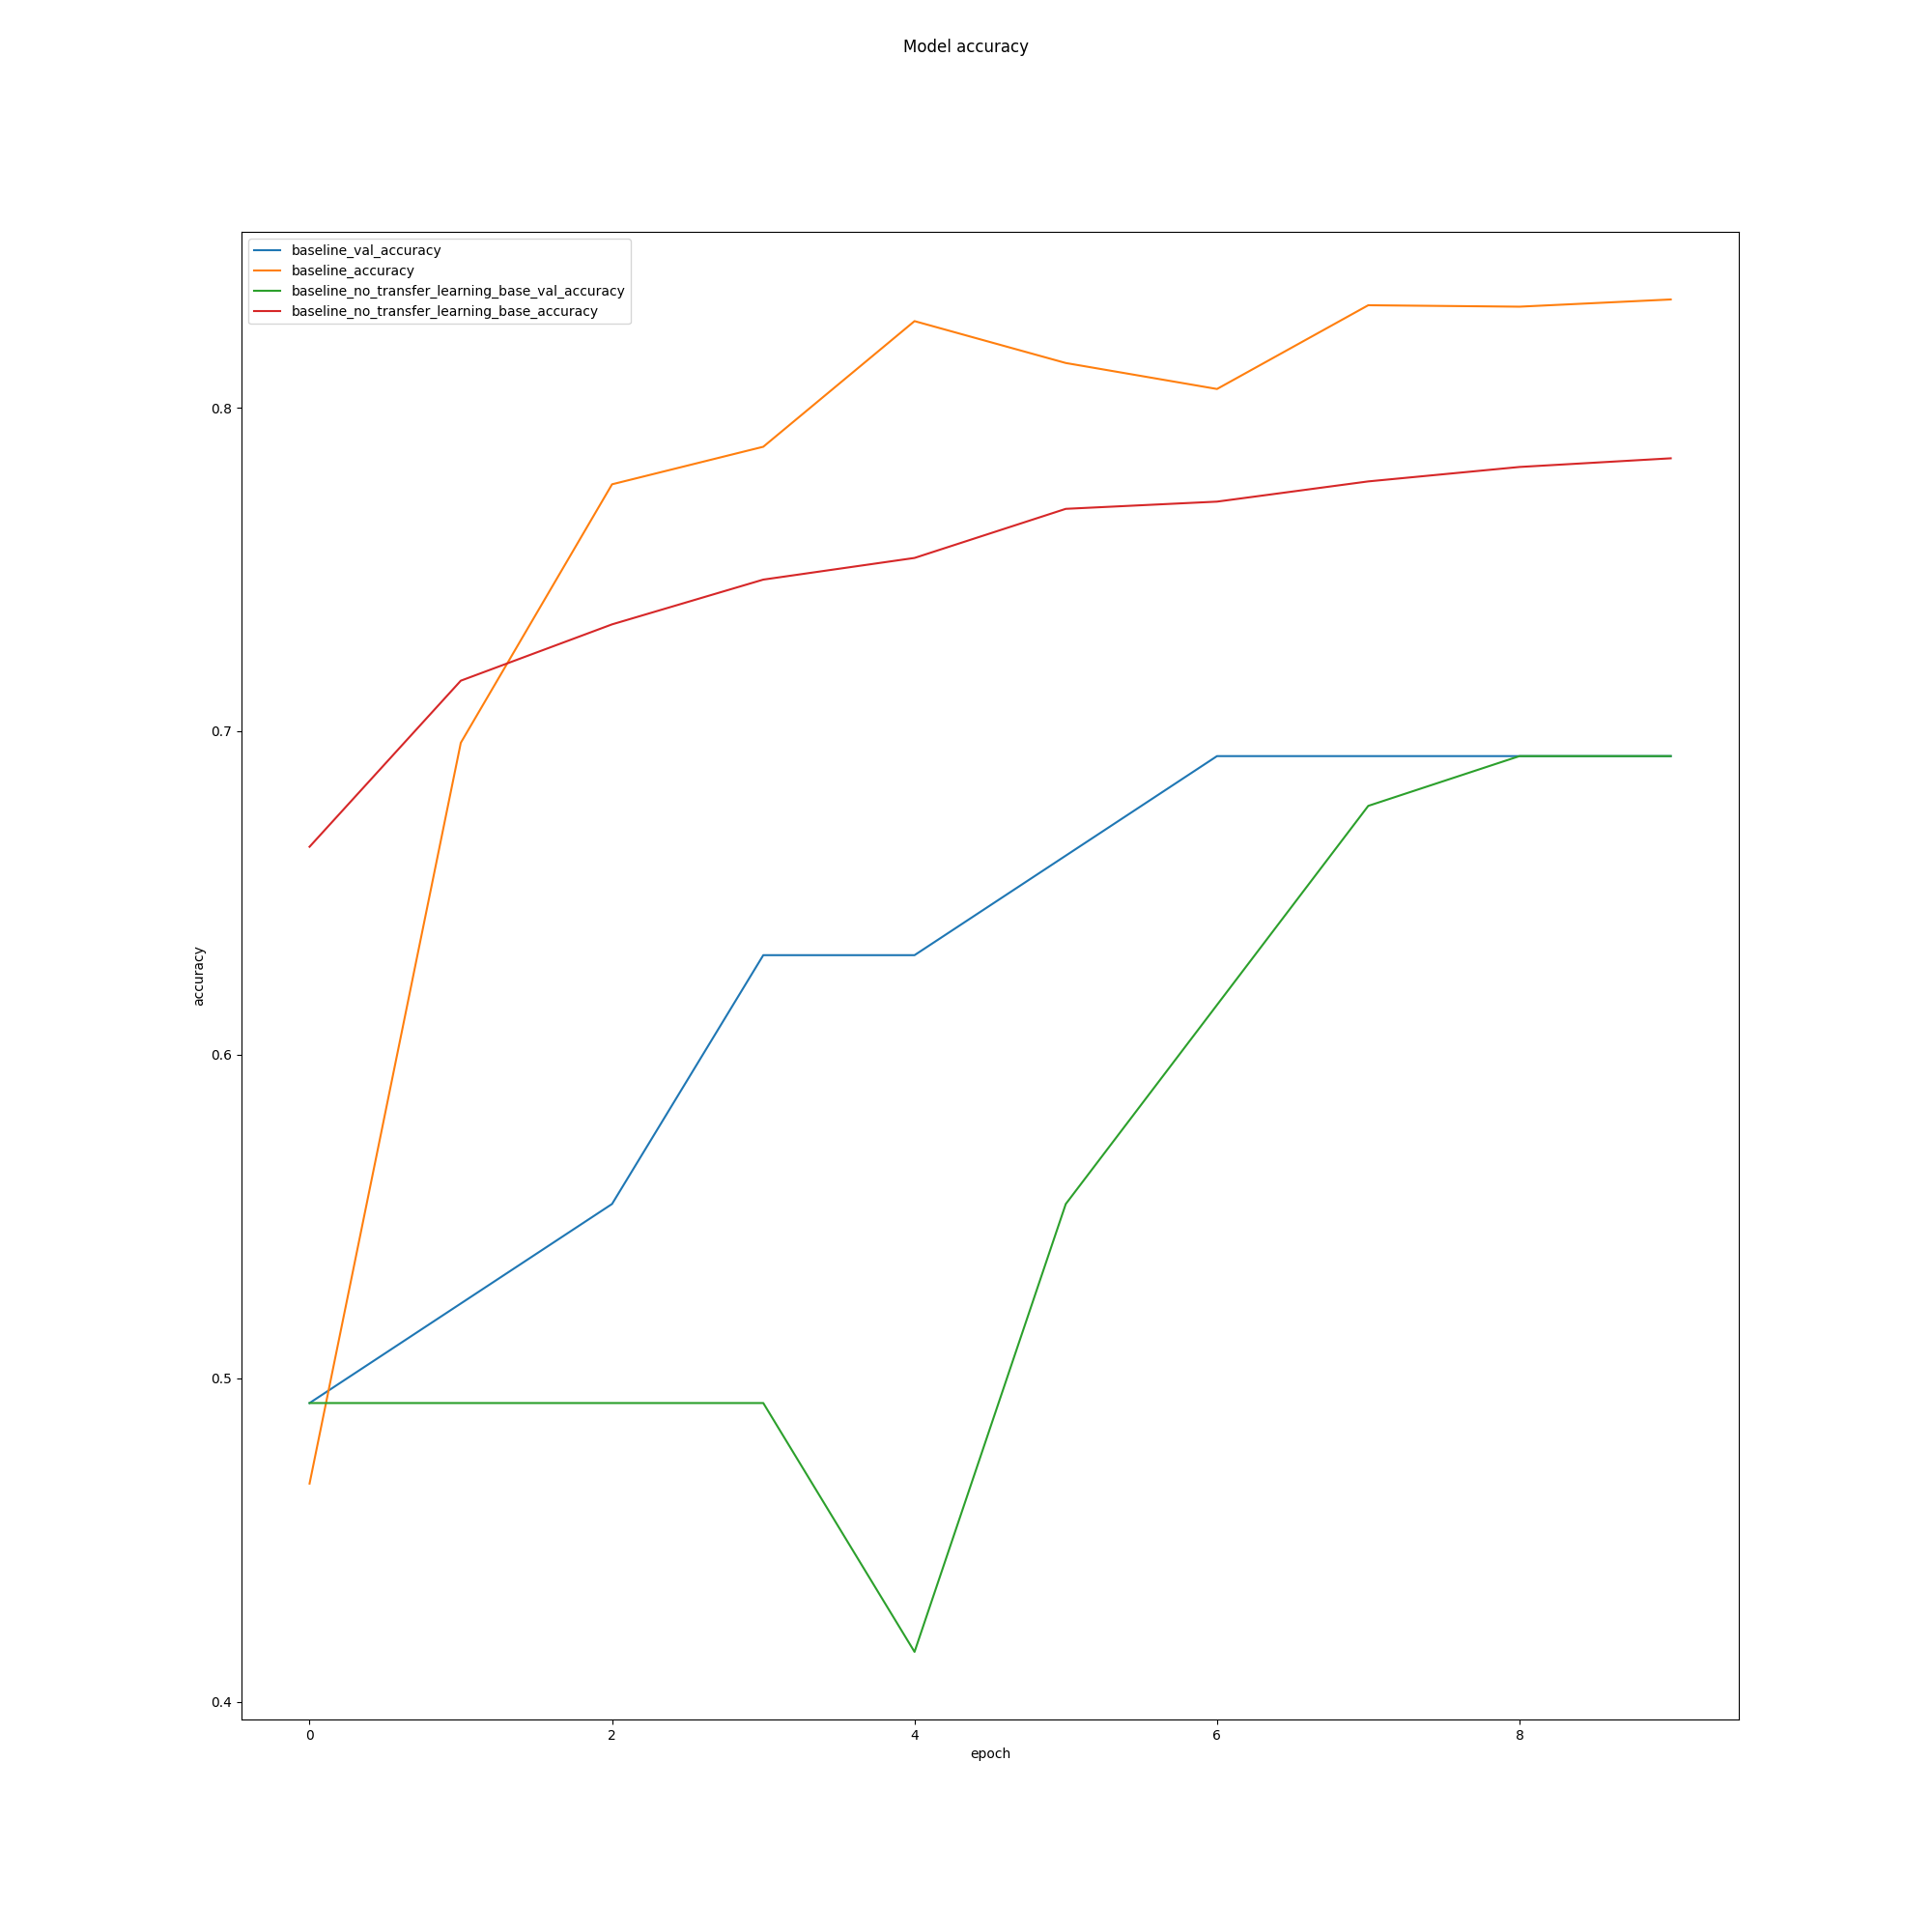 Model accuracy
baseline_val_accuracy
baseline_accuracy
baseline_no_transfer_learning_base_val_accuracy
baseline_no_transfer_learning_base_accuracy
0.8
0.7
0.6
0.5
0.4
accuracy
0 2 4 6 8
epoch